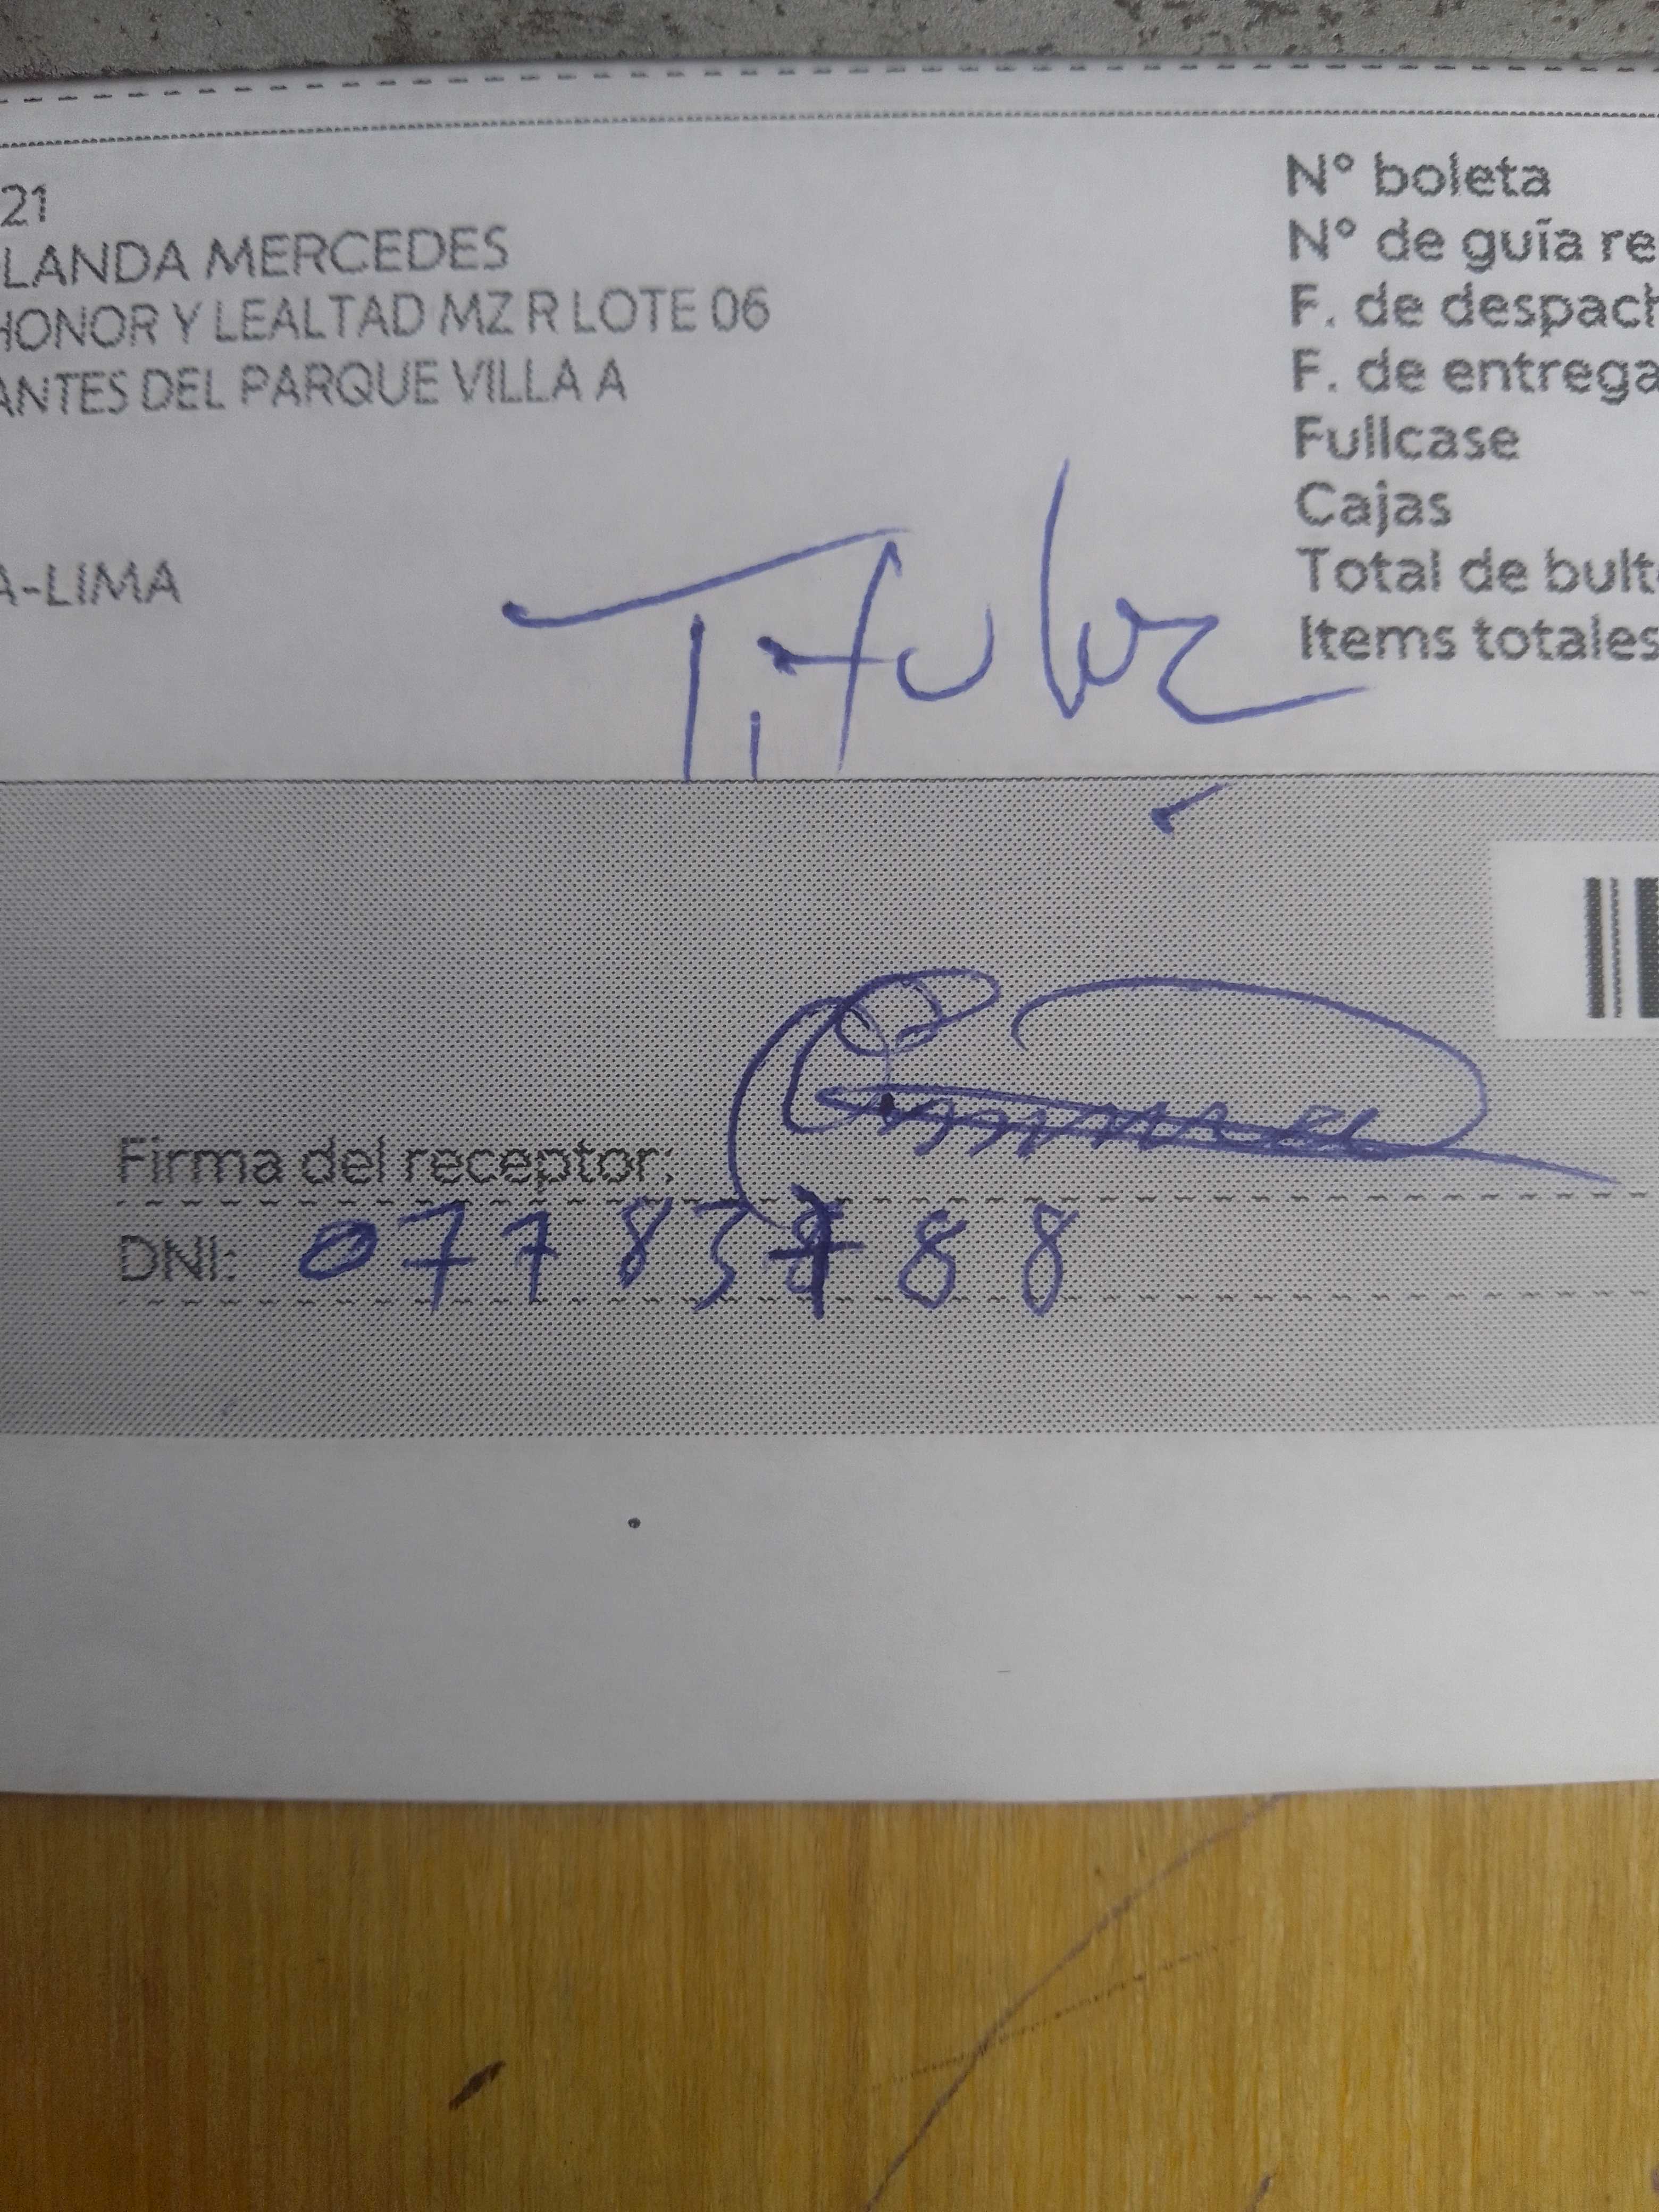 21
LANDA MERCEDES
HONOR Y LEALTAD MZ R LOTE 06
ANTES DEL PARQUE VILLA A
A-LIMA
N° boleta
N° de guía re
F. de despach
F. de entrega
Fullcase
Cajas
Total de bult
Items totales
Titular
Firma del receptor:
DNI: